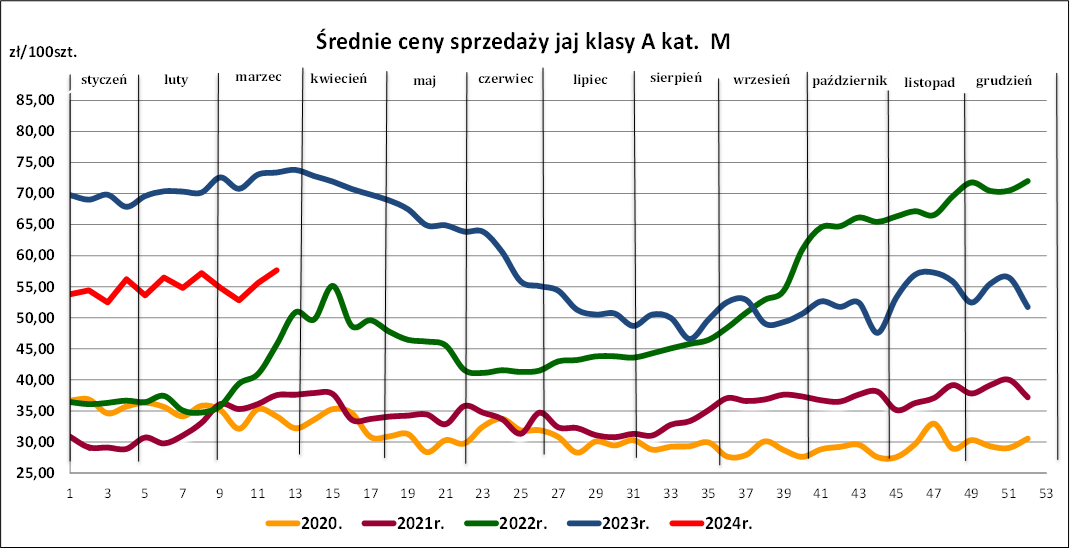 Średnie ceny sprzedaży jaj klasy A kat. M
zł/100szt.
styczeń luty marzec kwiecień maj czerwiec lipiec sierpień wrzesień październik listopad grudzień
85,00
80,00
75,00
70,00
65,00
60,00
55,00
50,00
45,00
40,00
35,00
30,00
25,00
1 3 5 7 9 11 13 15 17 19 21 23 25 27 29 31 33 35 37 39 41 43 45 47 49 51 53
2020. 2021r. 2022r. 2023r. 2024r.